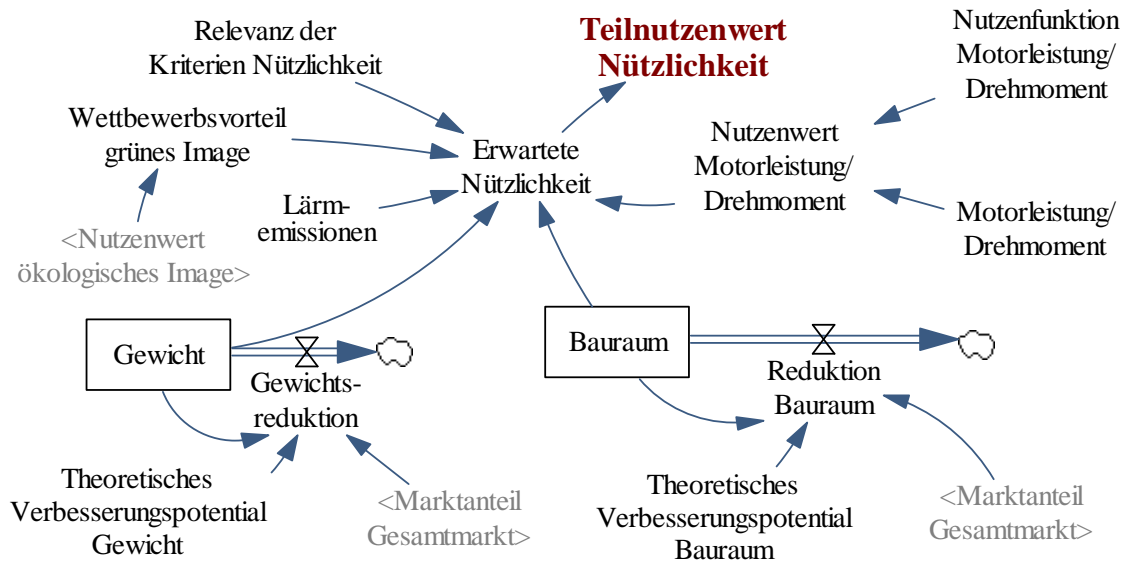 Relevanz der
Kriterien Nützlichkeit
Teilnutzenwert
Nützlichkeit
Nutzenfunktion
Motorleistung/
Drehmoment
Wettbewerbsvorteil
grünes Image
Erwartete
Nützlichkeit
Nutzenwert
Motorleistung/
Drehmoment
Lärm-
emissionen
Motorleistung/
Drehmoment
<Nutzenwert
ökologisches Image>
Gewicht
Gewichts-
reduktion
Bauraum
Reduktion
Bauraum
Theoretisches
Verbesserungspotential
Gewicht
<Marktanteil
Gesamtmarkt>
Theoretisches
Verbesserungspotential
Bauraum
<Marktanteil
Gesamtmarkt>